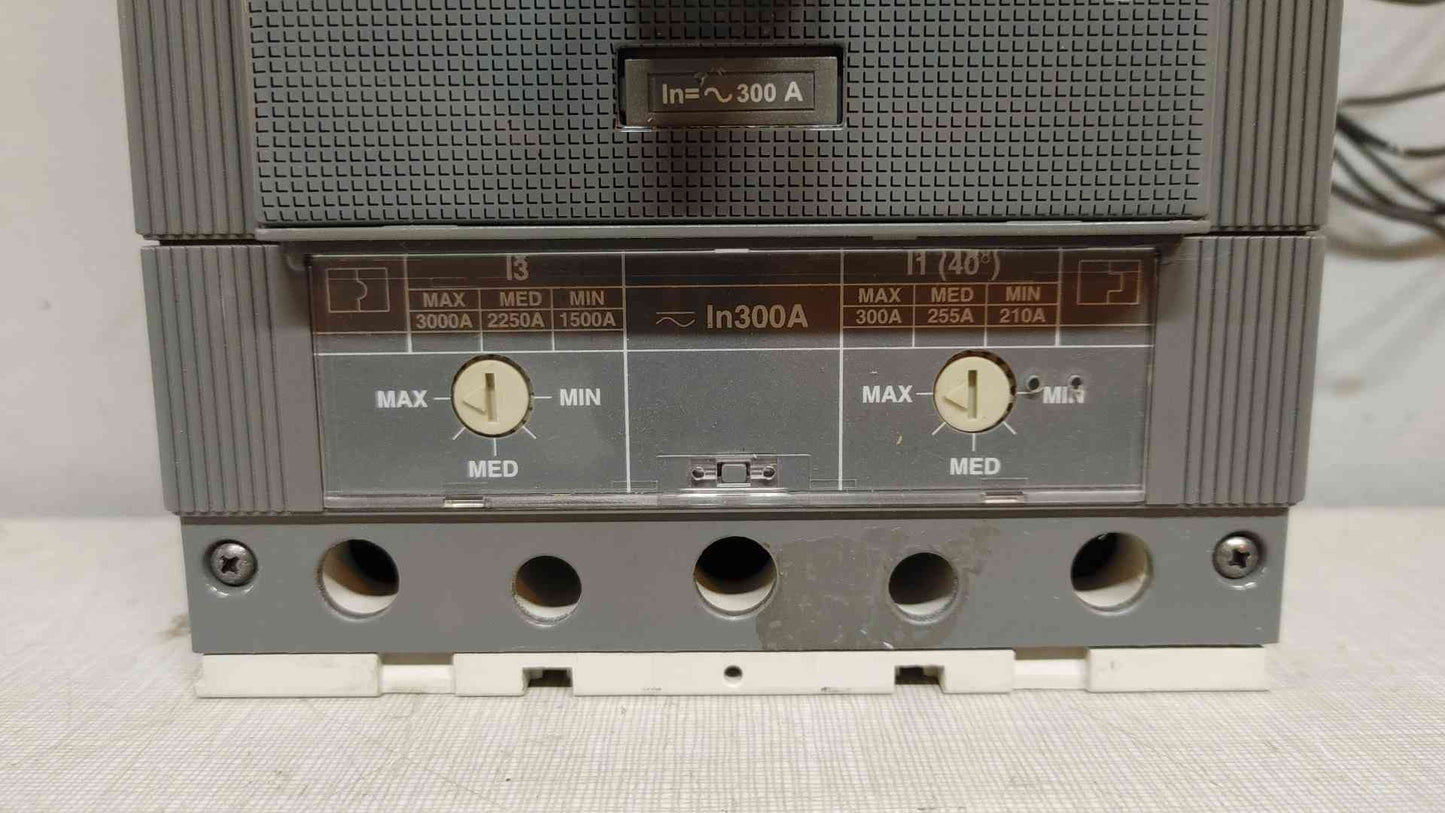 In=∿300 A
I3
MAX MED MIN
3000A 2250A 1500A
In300A
I1 (40°)
MAX MED MIN
300A 255A 210A
MAX MIN
MED
MAX MIN
MED